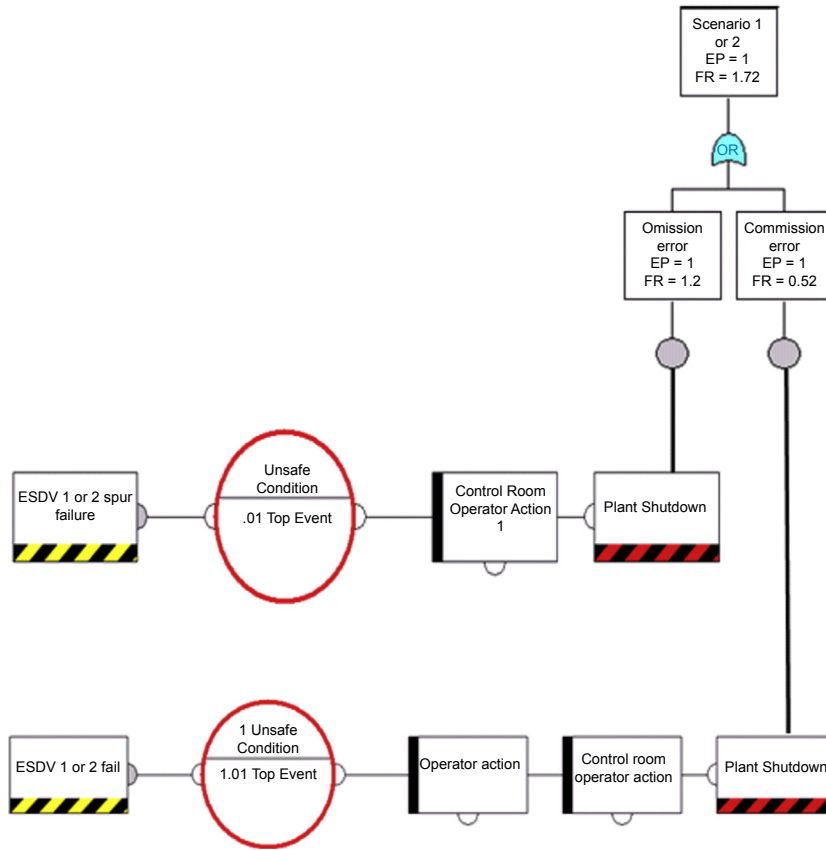 Scenario 1
or 2
EP = 1
FR = 1.72
OR
Omission
error
EP = 1
FR = 1.2
Commission
error
EP = 1
FR = 0.52
ESDV 1 or 2 spur
failure
Unsafe
Condition
.01 Top Event
Control Room
Operator Action
1
Plant Shutdown
ESDV 1 or 2 fail
1 Unsafe
Condition
1.01 Top Event
Operator action
Control room
operator action
Plant Shutdown